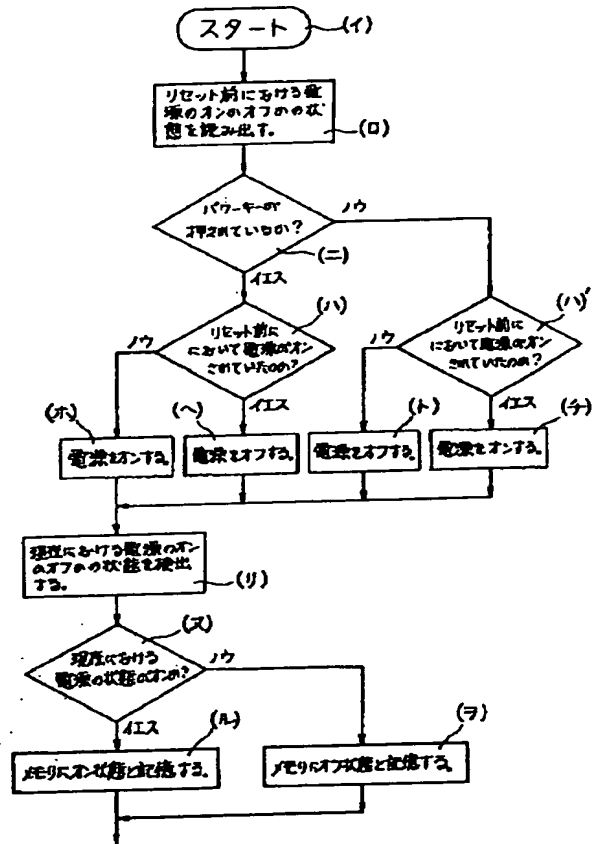 スタート
(イ)
リセット前における電
源のオンかオフかの状
態を読み出す。
(ロ)
パワーキーが
押されているか?
ノウ
(ニ)
イエス
リセット前に
において電源がオン
されていたのか?
(ハ)
ノウ
イエス
リセット前に
において電源がオン
されていたのか?
(ハ)'
ノウ
イエス
(ホ)
電源をオンする。
(ヘ)
電源をオフする。
(ト)
電源をオフする。
(チ)
電源をオンする。
現在における電源のオン
かオフかの状態を検出
する。
(リ)
現在における
電源の状態がオンか?
(ヌ)
ノウ
イエス
(ル)
メモリにオン状態と記憶する。
(ヲ)
メモリにオフ状態と記憶する。